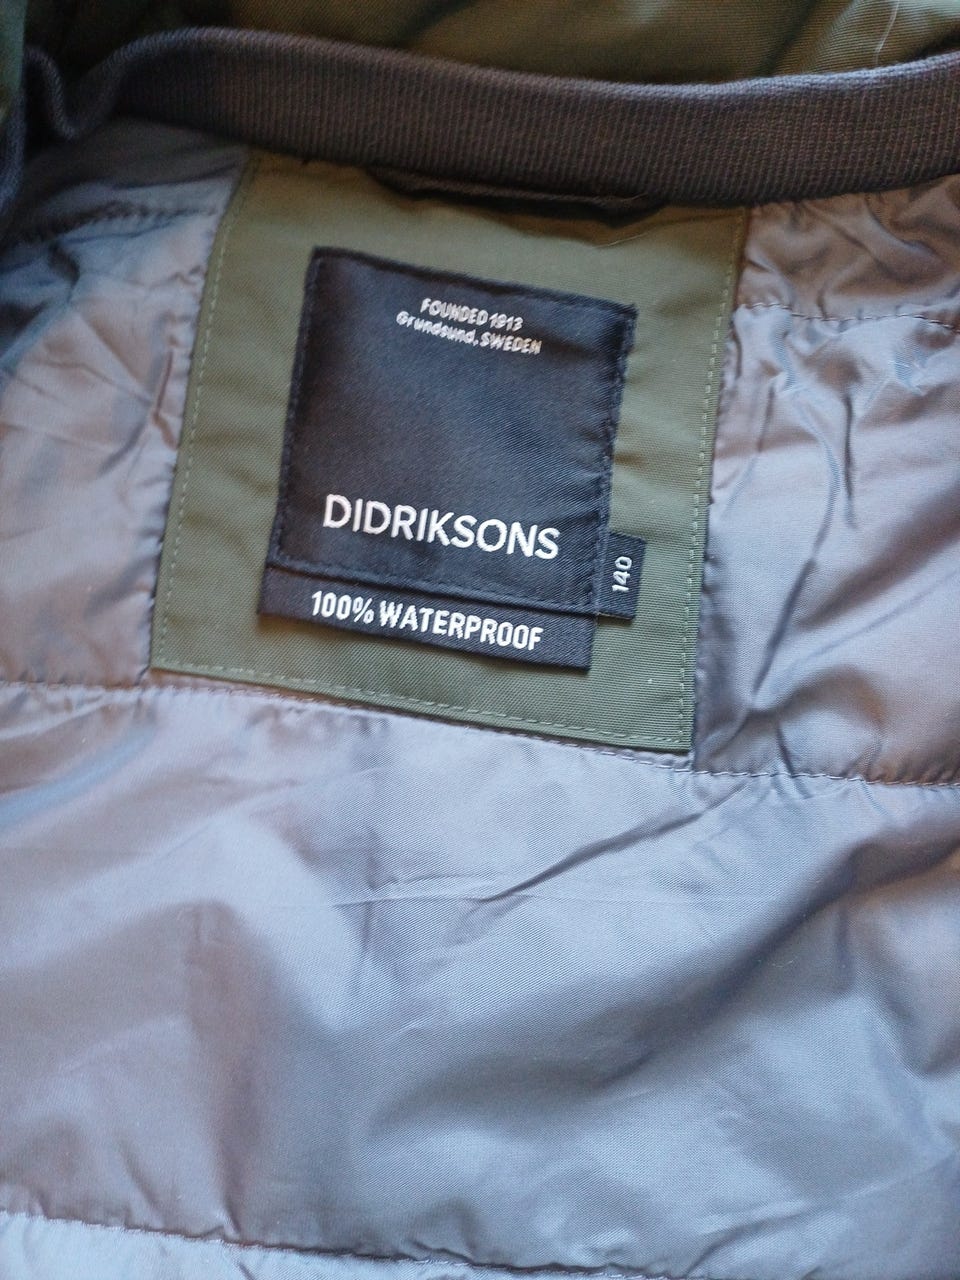 FOUNDED 1913
Grundsund, SWEDEN
DIDRIKSONS
140
100% WATERPROOF